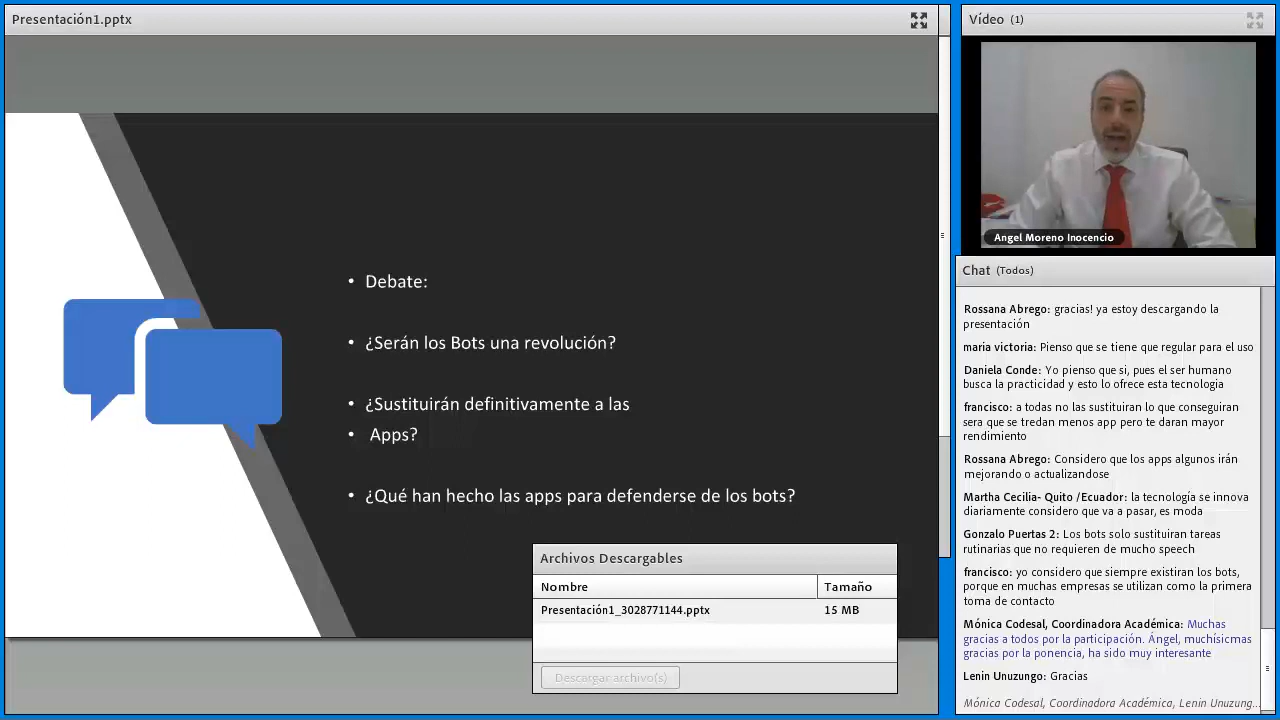 Presentación1.pptx
• Debate:
• ¿Serán los Bots una revolución?
• ¿Sustituirán definitivamente a las
• Apps?
• ¿Qué han hecho las apps para defenderse de los bots?
Archivos Descargables
Nombre Tamaño
Presentación1_3028771144.pptx 15 MB
Descargar archivo(s)
Vídeo (1)
Angel Moreno Inocencio
Chat (Todos)
Rossana Abrego: gracias! ya estoy descargando la
presentación
maria victoria: Pienso que se tiene que regular para el uso
Daniela Conde: Yo pienso que si, pues el ser humano
busca la practicidad y esto lo ofrece esta tecnologia
francisco: a todas no las sustituiran lo que conseguiran
sera que se tredan menos app pero te daran mayor
rendimiento
Rossana Abrego: Considero que los apps algunos irán
mejorando o actualizandose
Martha Cecilia- Quito /Ecuador: la tecnología se innova
diariamente considero que va a pasar, es moda
Gonzalo Puertas 2: Los bots solo sustituiran tareas
rutinarias que no requieren de mucho speech
francisco: yo considero que siempre existiran los bots,
porque en muchas empresas se utilizan como la primera
toma de contacto
Mónica Codesal, Coordinadora Académica: Muchas
gracias a todos por la participación. Ángel, muchísicmas
gracias por la ponencia, ha sido muy interesante
Lenin Unuzungo: Gracias
Mónica Codesal, Coordinadora Académica, Lenin Unuzung...